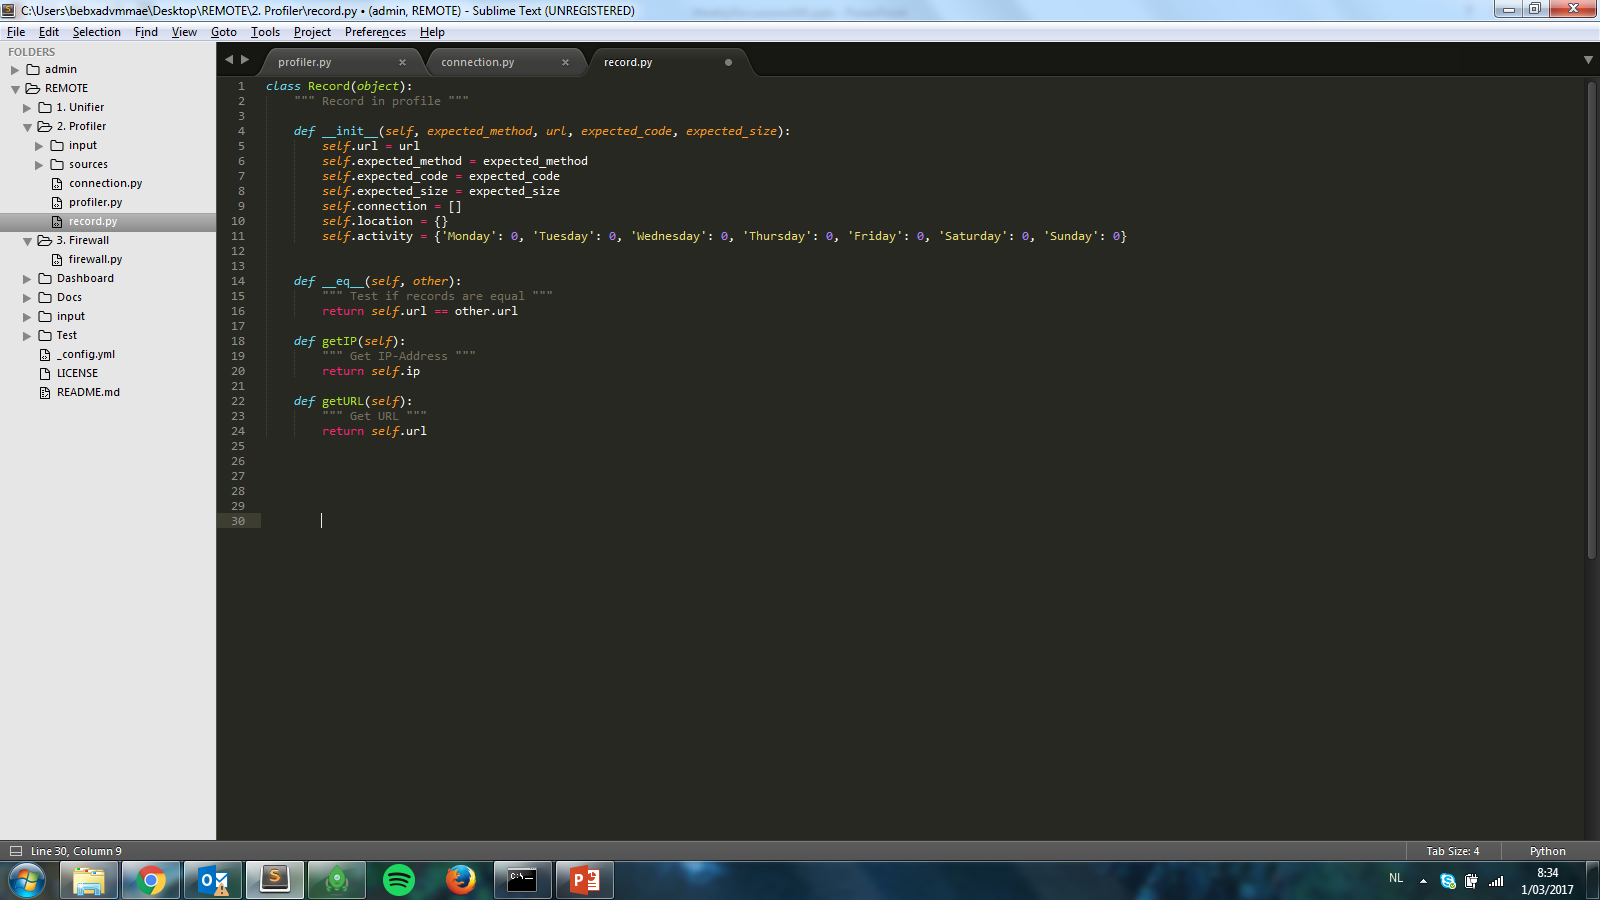 C:\Users\bebxadvmmae\Desktop\REMOTE\2. Profiler\record.py • (admin, REMOTE) - Sublime Text (UNREGISTERED)
File Edit Selection Find View Goto Tools Project Preferences Help
FOLDERS
admin
REMOTE
1. Unifier
2. Profiler
input
sources
connection.py
profiler.py
record.py
3. Firewall
firewall.py
Dashboard
Docs
input
Test
_config.yml
LICENSE
README.md
profiler.py × connection.py × record.py
1 class Record(object):
2     """ Record in profile """
3
4     def __init__(self, expected_method, url, expected_code, expected_size):
5         self.url = url
6         self.expected_method = expected_method
7         self.expected_code = expected_code
8         self.expected_size = expected_size
9         self.connection = []
10         self.location = {}
11         self.activity = {'Monday': 0, 'Tuesday': 0, 'Wednesday': 0, 'Thursday': 0, 'Friday': 0, 'Saturday': 0, 'Sunday': 0}
12
13
14     def __eq__(self, other):
15         """ Test if records are equal """
16         return self.url == other.url
17
18     def getIP(self):
19         """ Get IP-Address """
20         return self.ip
21
22     def getURL(self):
23         """ Get URL """
24         return self.url
25
26
27
28
29
30
Line 30, Column 9
Tab Size: 4
Python
NL
8:34
1/03/2017